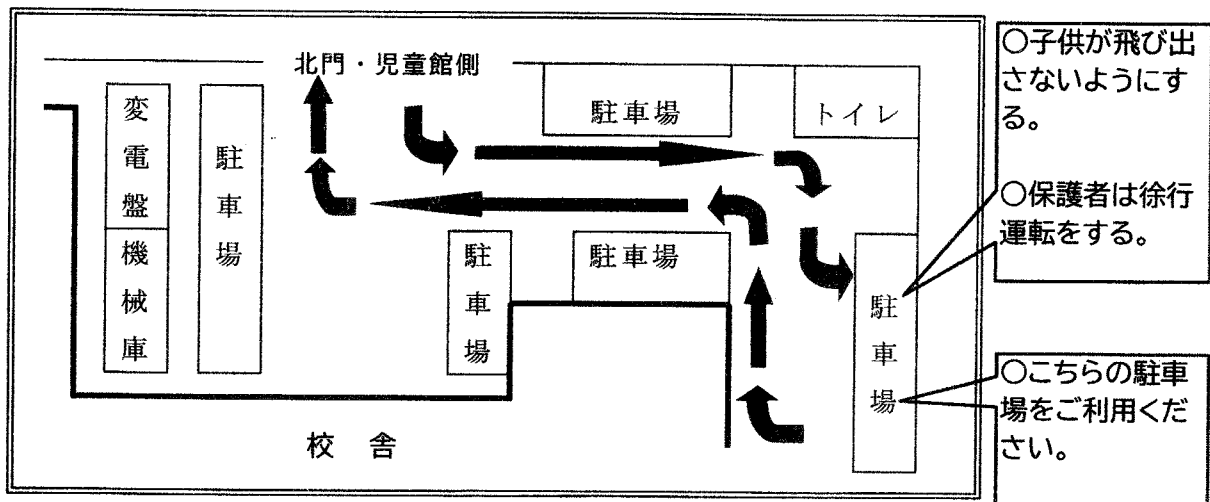 北門・児童館側
変電盤
機械庫
駐車場
駐車場
トイレ
駐車場
駐車場
駐車場
校 舎
○子供が飛び出
さないようにす
る。
○保護者は徐行
運転をする。
○こちらの駐車
場をご利用くだ
さい。